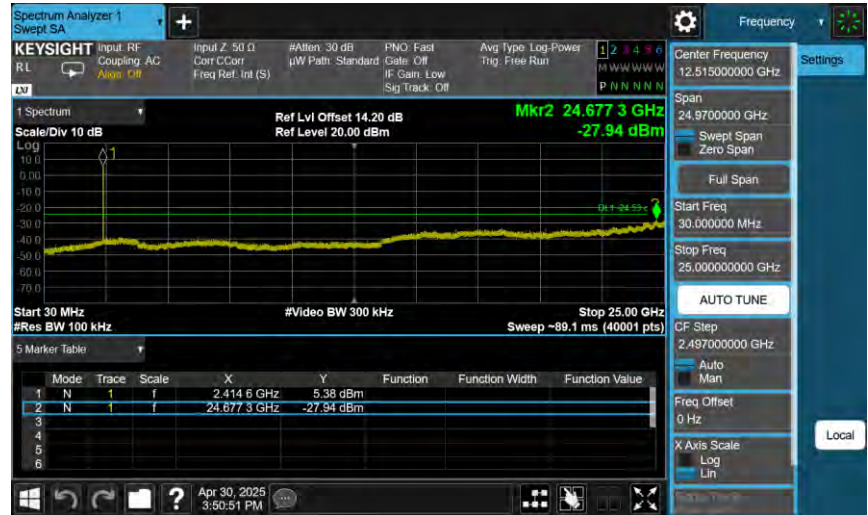 Spectrum Analyzer 1
Swept SA
+
Frequency
KEYSIGHT
RL
LXI
Input: RF
Coupling: AC
Align: Off
Input Z: 50 Ω
Corr CCorr
Freq Ref: Int (S)
#Atten: 30 dB
µW Path: Standard
PNO: Fast
Gate: Off
IF Gain: Low
Sig Track: Off
Avg Type: Log-Power
Trig: Free Run
1 2 3 4 5 6
M W W W W W
P N N N N N
Center Frequency
12.515000000 GHz
Settings
Span
24.9700000 GHz
Swept Span
Zero Span
Full Span
Start Freq
30.000000 MHz
Stop Freq
25.000000000 GHz
AUTO TUNE
CF Step
2.497000000 GHz
Auto
Man
Freq Offset
0 Hz
X Axis Scale
Log
Lin
Local
1 Spectrum
Scale/Div 10 dB
Ref Lvl Offset 14.20 dB
Ref Level 20.00 dBm
Mkr2 24.677 3 GHz
-27.94 dBm
Log
10.0
0.00
-10.0
-20.0
-30.0
-40.0
-50.0
-60.0
-70.0
1
2
Start 30 MHz
#Video BW 300 kHz
Stop 25.00 GHz
#Res BW 100 kHz
Sweep ~89.1 ms (40001 pts)
5 Marker Table
Mode Trace Scale X Y Function Function Width Function Value
1 N 1 f 2.414 6 GHz 5.38 dBm
2 N 1 f 24.677 3 GHz -27.94 dBm
3
4
5
6
?
Apr 30, 2025
3:50:51 PM